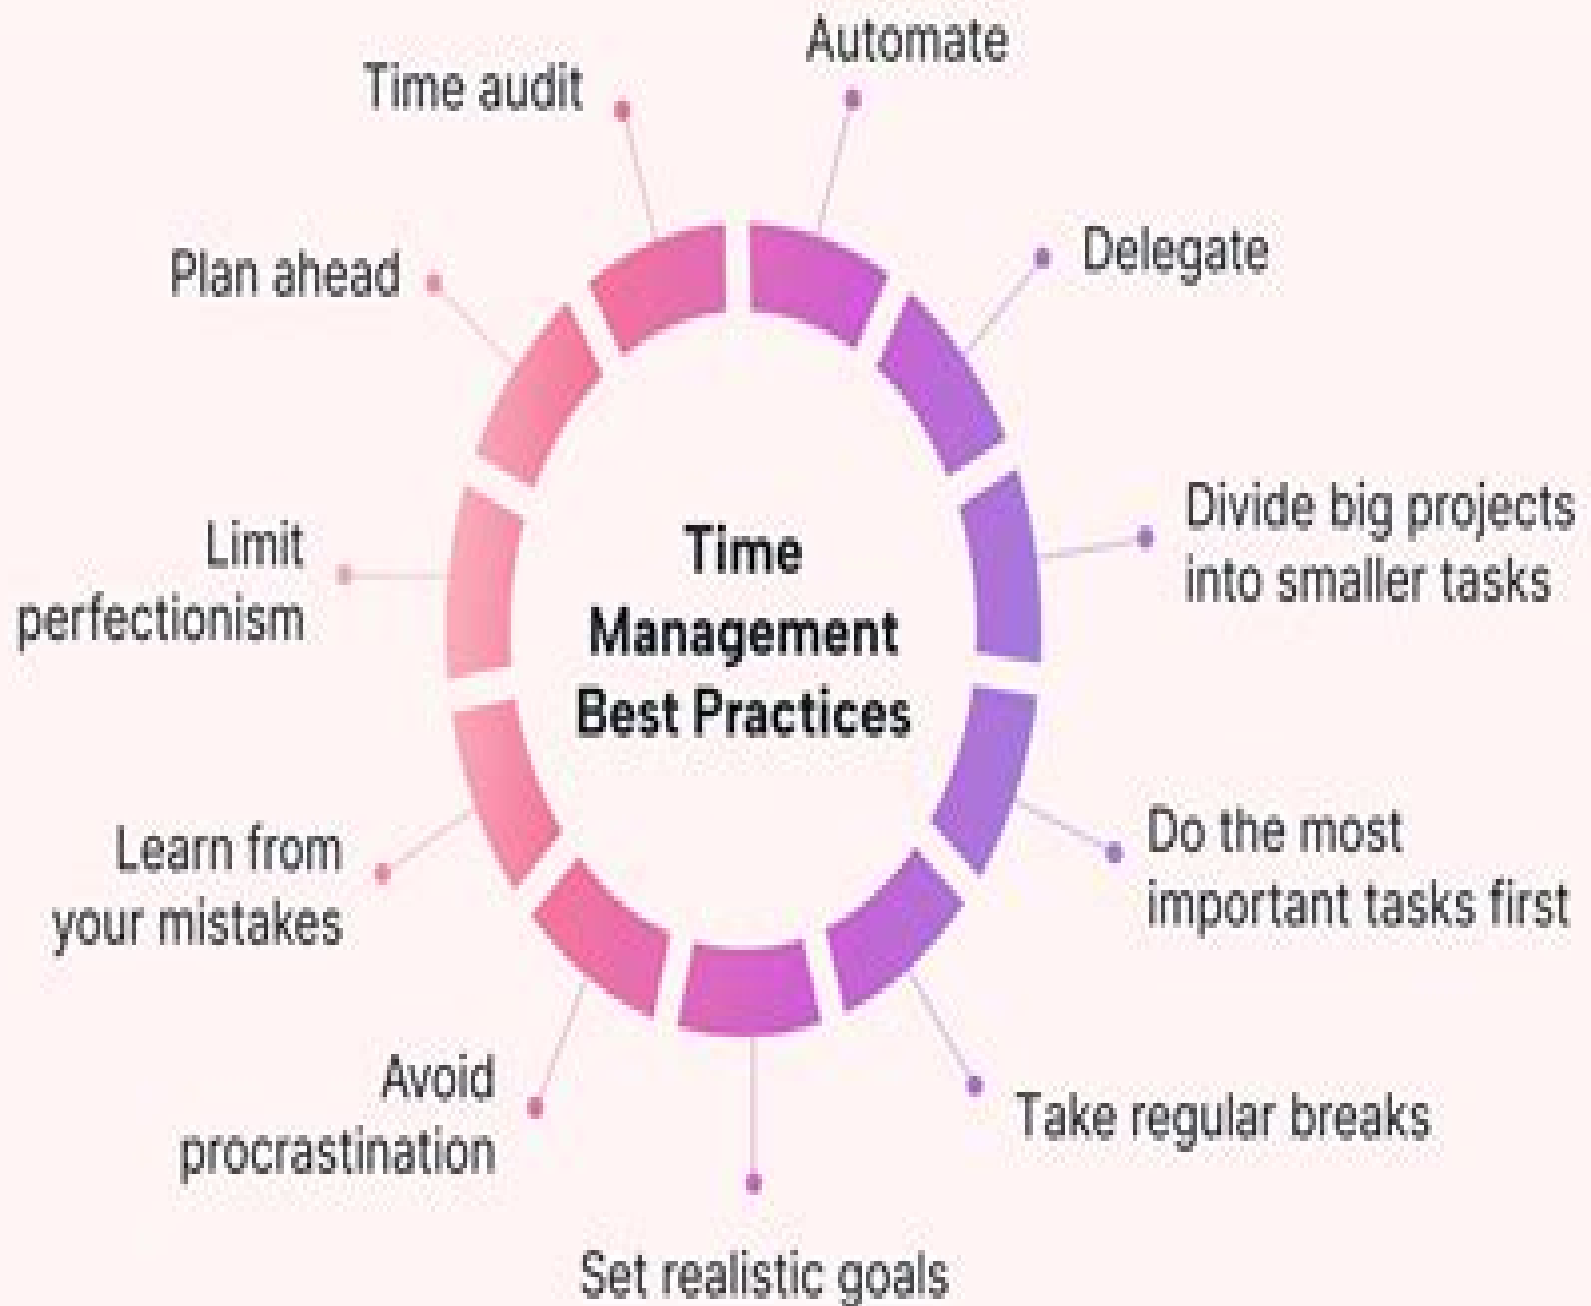 Automate
Time audit
Delegate
Plan ahead
Divide big projects
into smaller tasks
Limit
perfectionism
Time
Management
Best Practices
Do the most
important tasks first
Learn from
your mistakes
Avoid
procrastination
Take regular breaks
Set realistic goals